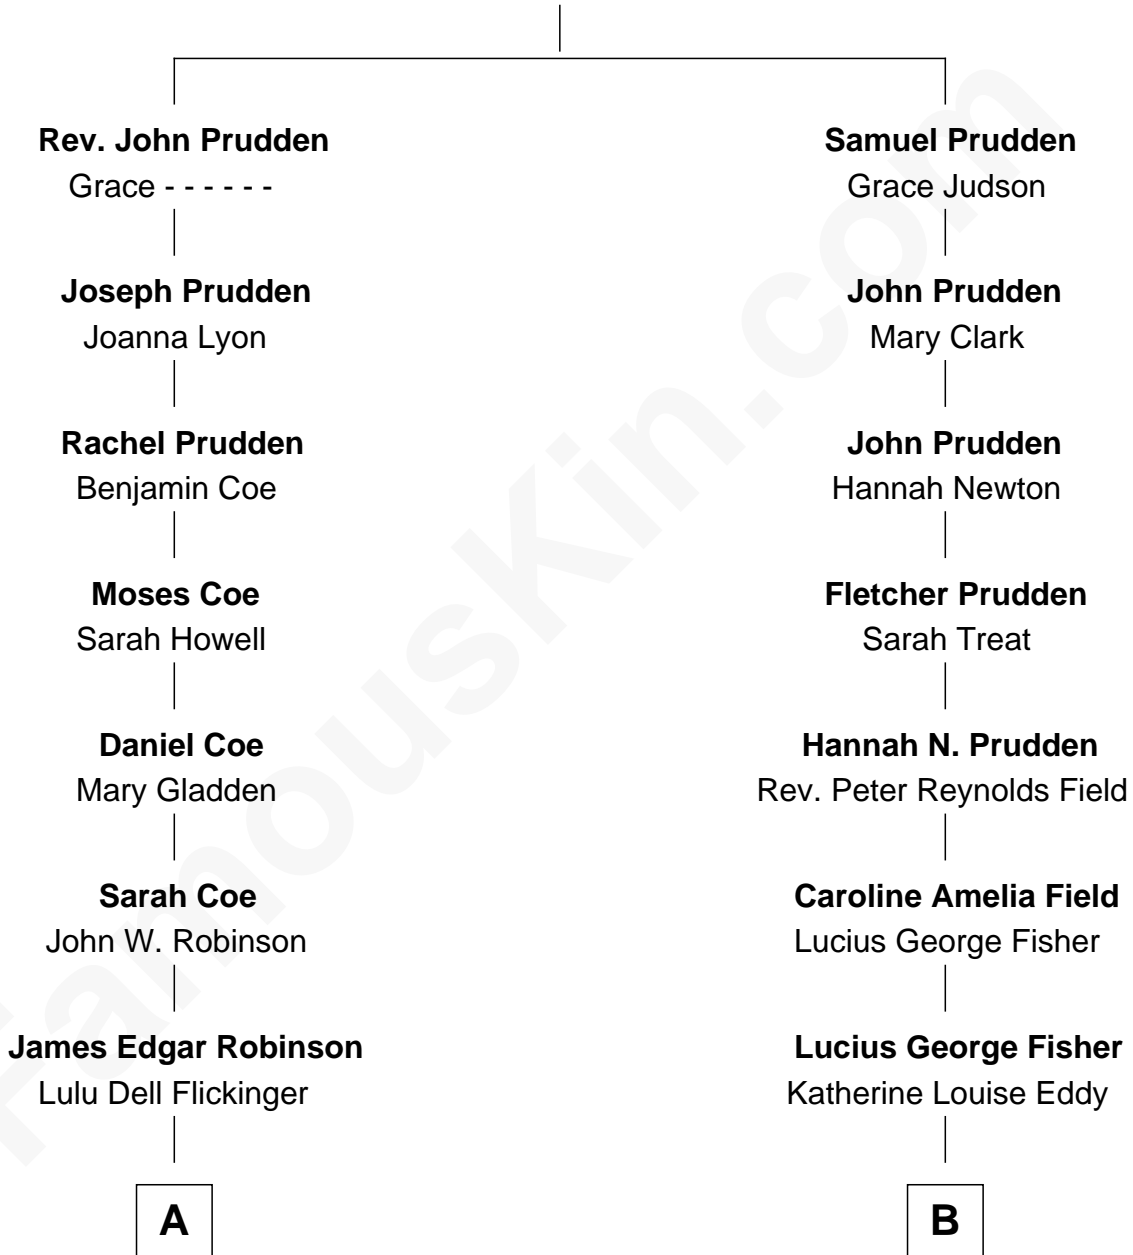 Rev. John Prudden
Grace - - - - - -
Joseph Prudden
Joanna Lyon
Rachel Prudden
Benjamin Coe
Moses Coe
Sarah Howell
Daniel Coe
Mary Gladden
Sarah Coe
John W. Robinson
James Edgar Robinson
Lulu Dell Flickinger
A
Samuel Prudden
Grace Judson
John Prudden
Mary Clark
John Prudden
Hannah Newton
Fletcher Prudden
Sarah Treat
Hannah N. Prudden
Rev. Peter Reynolds Field
Caroline Amelia Field
Lucius George Fisher
Lucius George Fisher
Katherine Louise Eddy
B
FamousKin.com